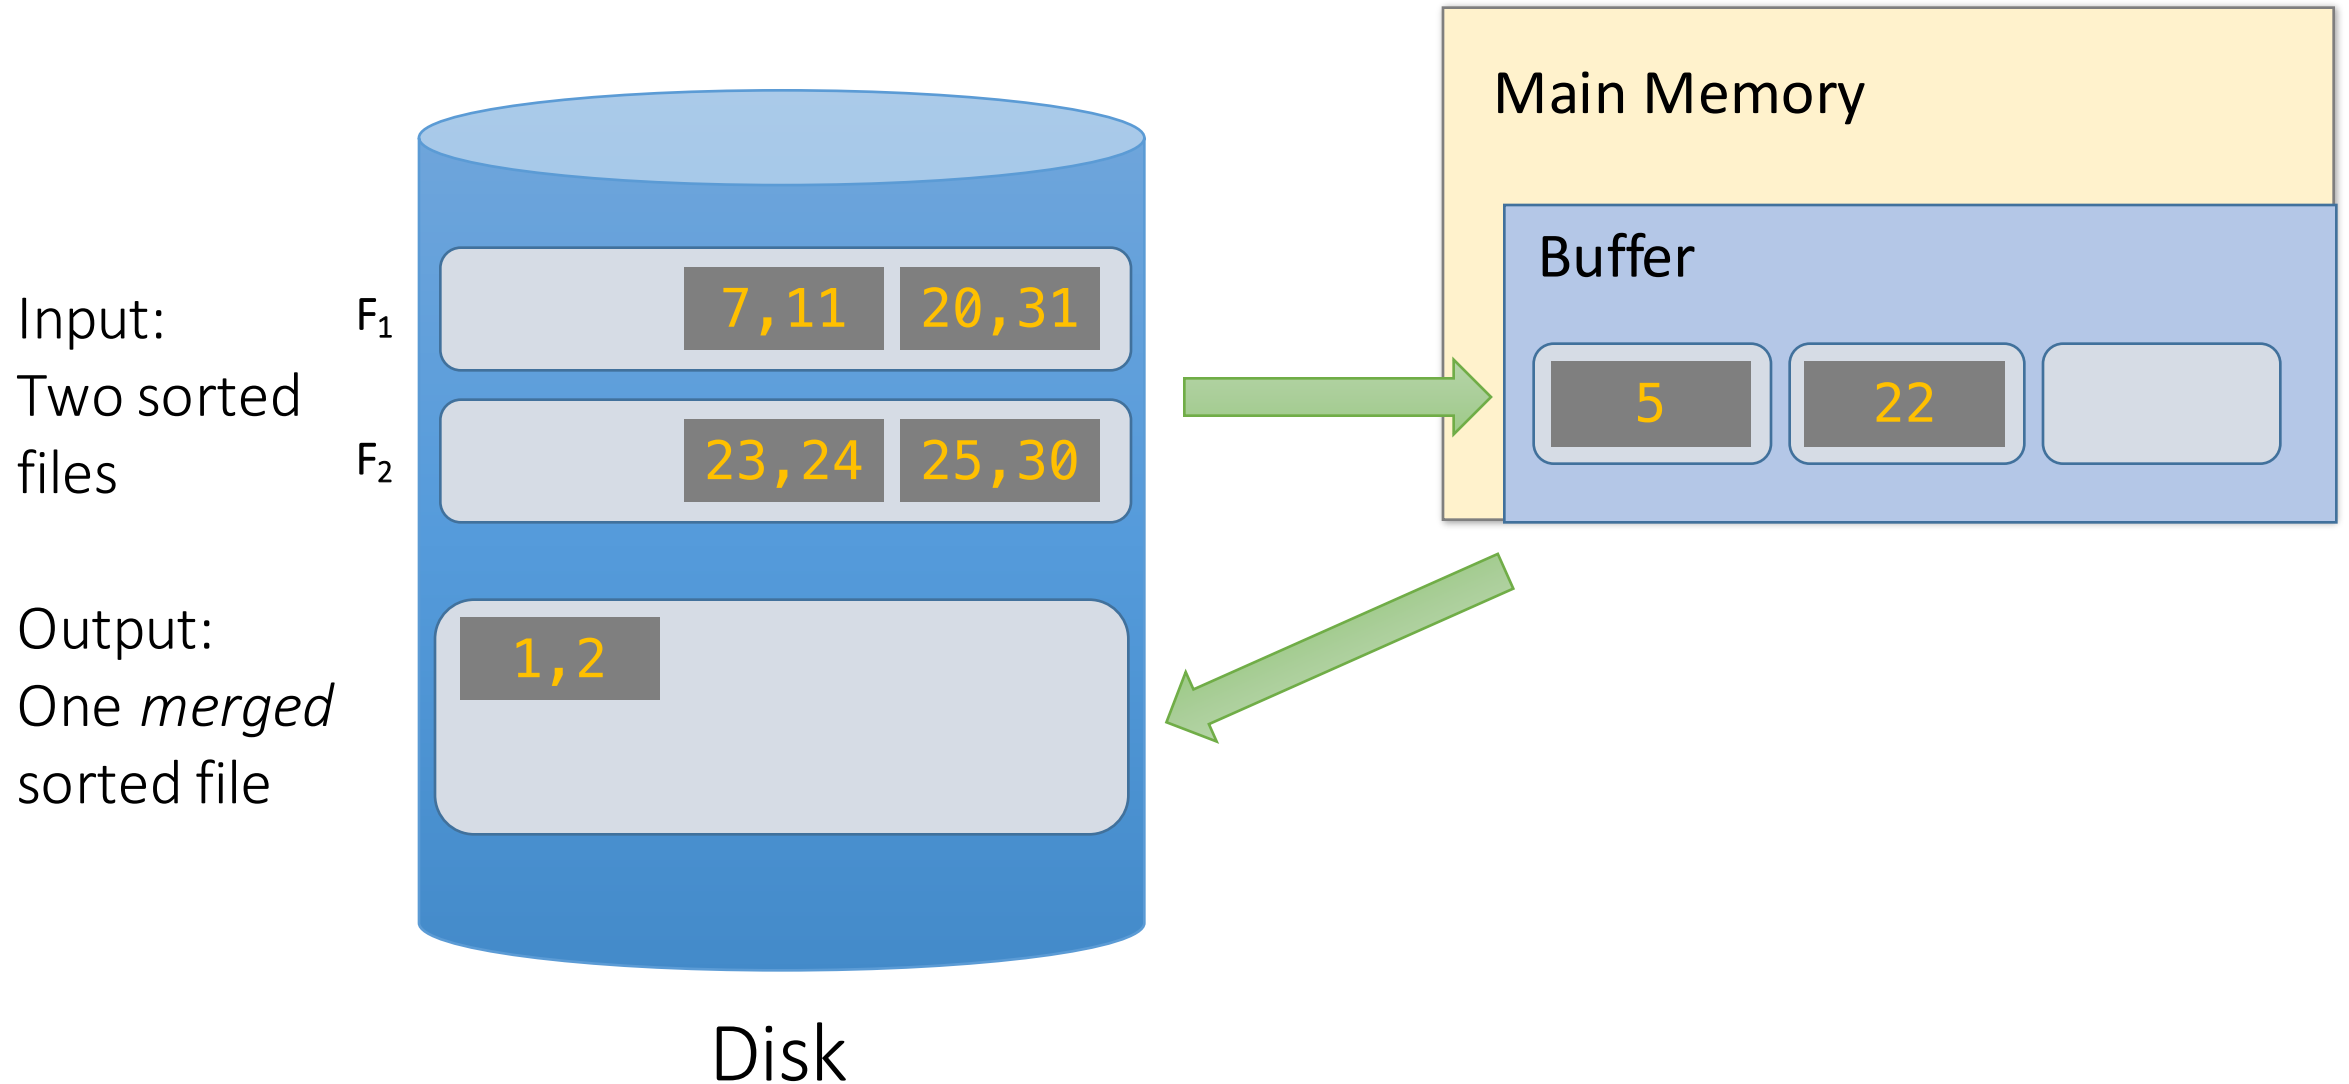 Main Memory
Buffer
Input:
Two sorted
files
F₁
7,11
20,31
F₂
23,24
25,30
5
22
Output:
One merged
sorted file
1,2
Disk